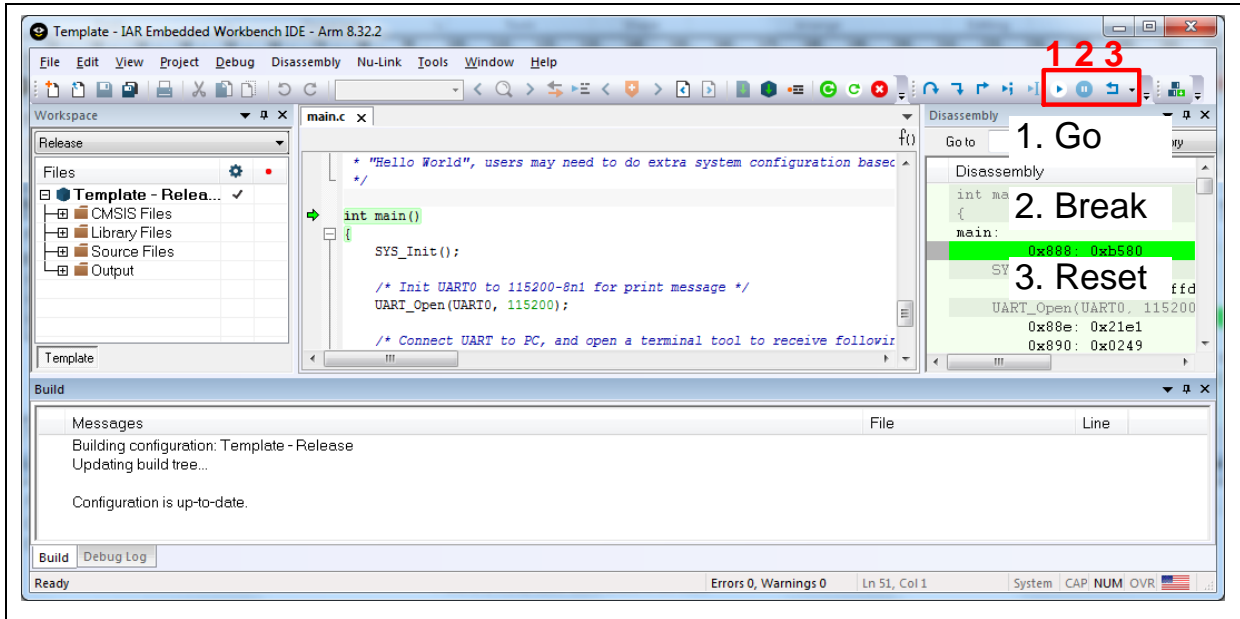 Template - IAR Embedded Workbench IDE - Arm 8.32.2
File Edit View Project Debug Disassembly Nu-Link Tools Window Help
1 2 3
Workspace
main.c
Disassembly
Release
f()
Go to
Files
* "Hello World", users may need to do extra system configuration based
*/
1. Go
Disassembly
Template - Relea...
CMSIS Files
Library Files
Source Files
Output
int main()
{
SYS_Init();
/* Init UART0 to 115200-8n1 for print message */
UART_Open(UART0, 115200);
/* Connect UART to PC, and open a terminal tool to receive followin
int ma
{
2. Break
main:
0x888: 0xb580
SY
3. Reset
ffd
UART_Open(UART0, 115200
0x88e: 0x21e1
0x890: 0x0249
Template
Build
Messages File Line
Building configuration: Template - Release
Updating build tree...
Configuration is up-to-date.
Build Debug Log
Ready Errors 0, Warnings 0 Ln 51, Col 1 System CAP NUM OVR